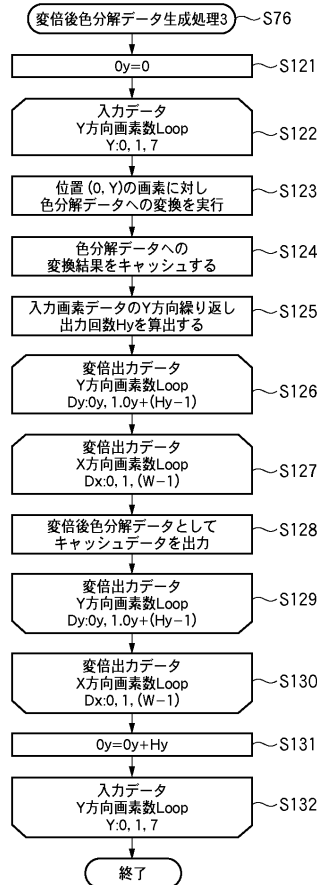 変倍後色分解データ生成処理3
S76
0y=0
S121
入力データ
Y方向画素数Loop
Y:0, 1, 7
S122
位置(0, Y)の画素に対し
色分解データへの変換を実行
S123
色分解データへの
変換結果をキャッシュする
S124
入力画素データのY方向繰り返し
出力回数Hyを算出する
S125
変倍出力データ
Y方向画素数Loop
Dy:0y, 1.0y+(Hy-1)
S126
変倍出力データ
X方向画素数Loop
Dx:0, 1, (W-1)
S127
変倍後色分解データとして
キャッシュデータを出力
S128
変倍出力データ
Y方向画素数Loop
Dy:0y, 1.0y+(Hy-1)
S129
変倍出力データ
X方向画素数Loop
Dx:0, 1, (W-1)
S130
0y=0y+Hy
S131
入力データ
Y方向画素数Loop
Y:0, 1, 7
S132
終了